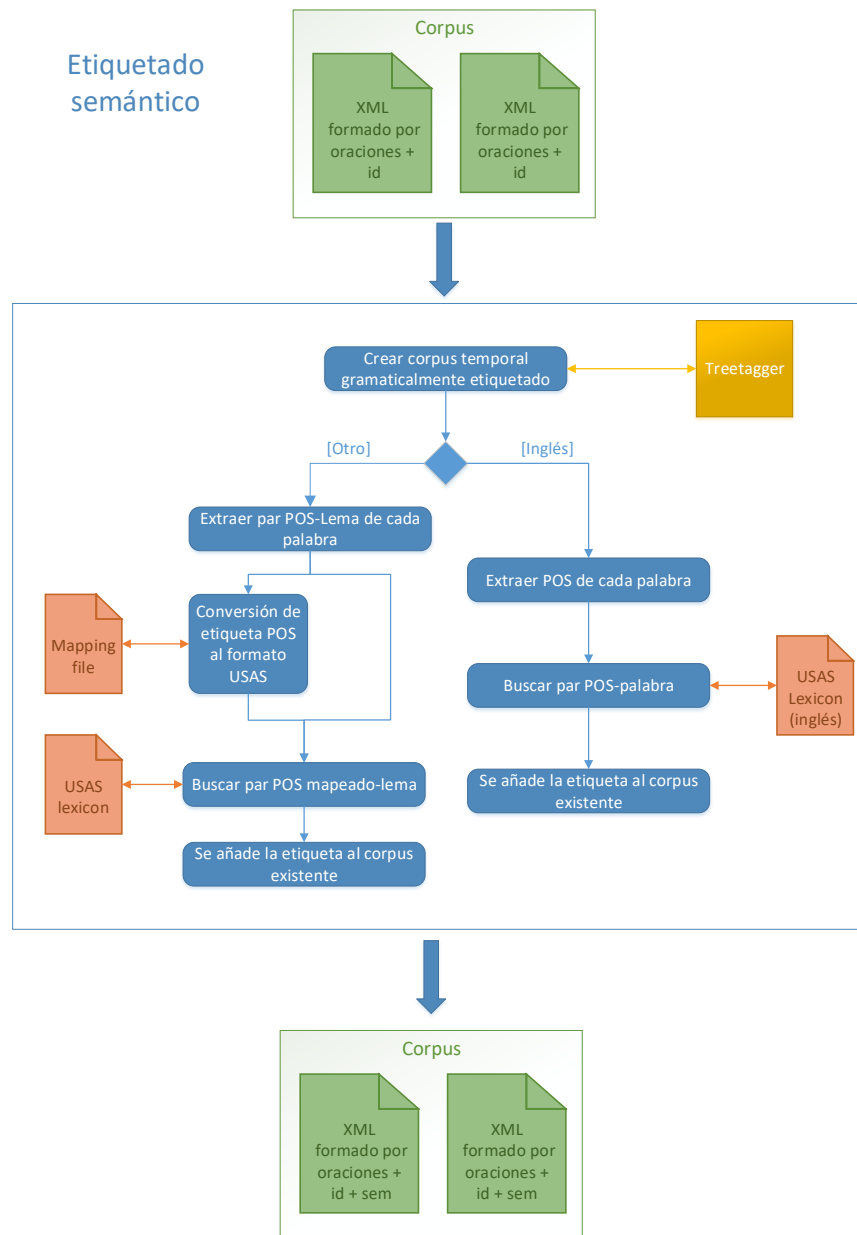 Etiquetado
semántico
Corpus
XML
formado por
oraciones +
id
XML
formado por
oraciones +
id
Crear corpus temporal
gramaticalmente etiquetado
Treetagger
[Otro]
[Inglés]
Extraer par POS-Lema de cada
palabra
Extraer POS de cada palabra
Mapping
file
Conversión de
etiqueta POS
al formato
USAS
Buscar par POS-palabra
USAS
Lexicon
(inglés)
USAS
lexicon
Buscar par POS mapeado-lema
Se añade la etiqueta al corpus
existente
Se añade la etiqueta al corpus
existente
Corpus
XML
formado por
oraciones +
id + sem
XML
formado por
oraciones +
id + sem